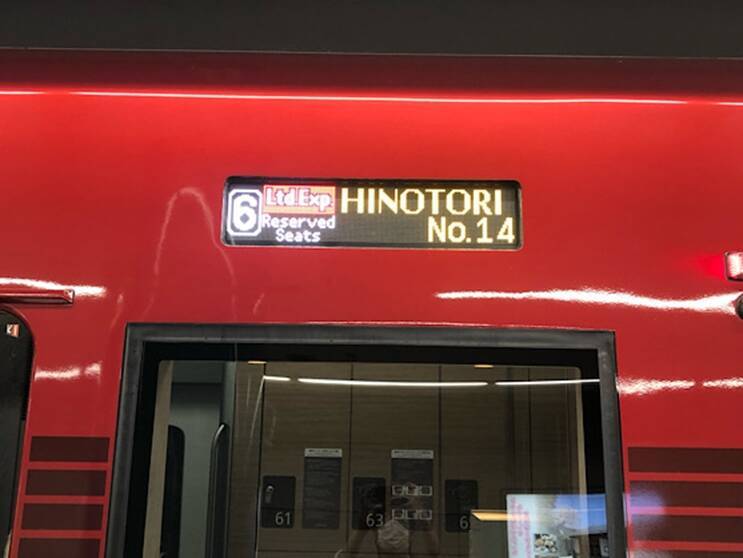 6
Ltd.Exp.
Reserved
Seats
HINOTORI
No.14
61
63